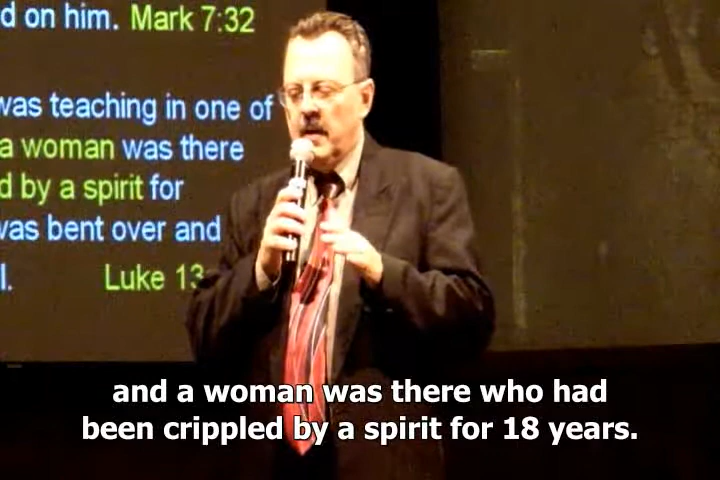 d on him. Mark 7:32
was teaching in one of
a woman was there
d by a spirit for
was bent over and
l. Luke 13
and a woman was there who had
been crippled by a spirit for 18 years.